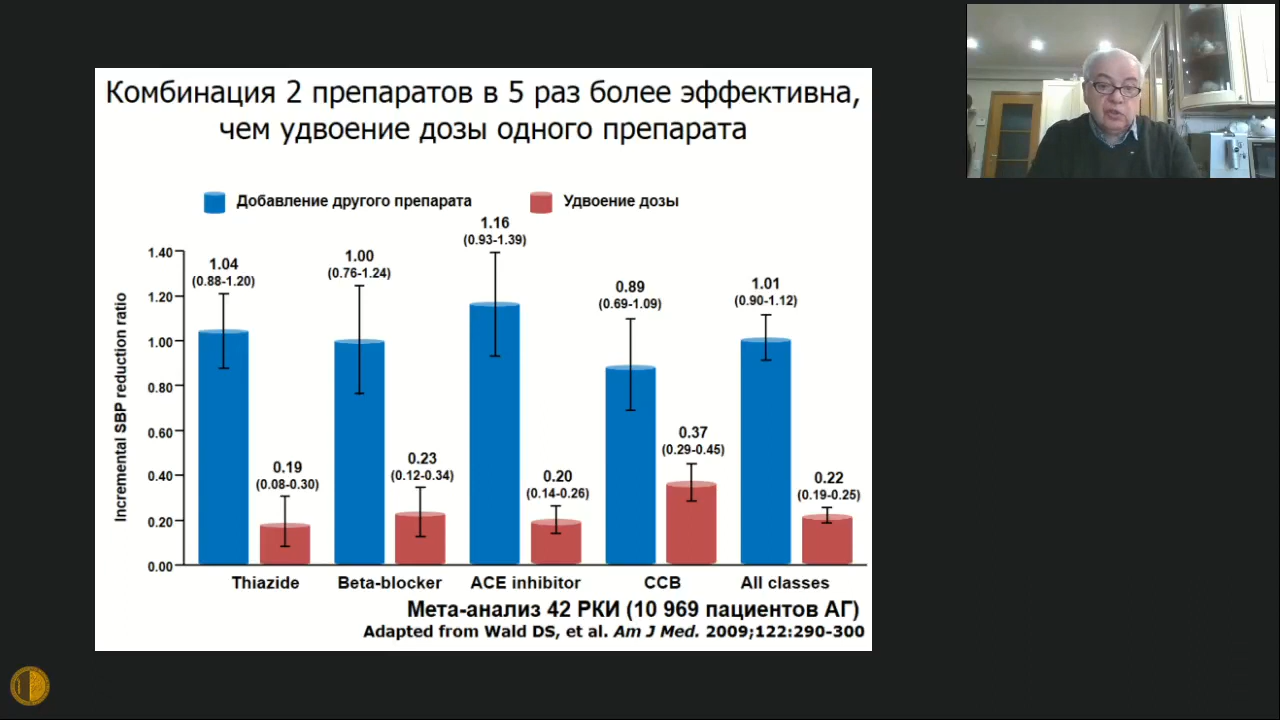 Комбинация 2 препаратов в 5 раз более эффективна,
чем удвоение дозы одного препарата
Добавление другого препарата
Удвоение дозы
Incremental SBP reduction ratio
1.40
1.20
1.00
0.80
0.60
0.40
0.20
0.00
1.04
(0.88-1.20)
0.19
(0.08-0.30)
1.00
(0.76-1.24)
0.23
(0.12-0.34)
1.16
(0.93-1.39)
0.20
(0.14-0.26)
0.89
(0.69-1.09)
0.37
(0.29-0.45)
1.01
(0.90-1.12)
0.22
(0.19-0.25)
Thiazide
Beta-blocker
ACE inhibitor
CCB
All classes
Мета-анализ 42 РКИ (10 969 пациентов АГ)
Adapted from Wald DS, et al. Am J Med. 2009;122:290-300